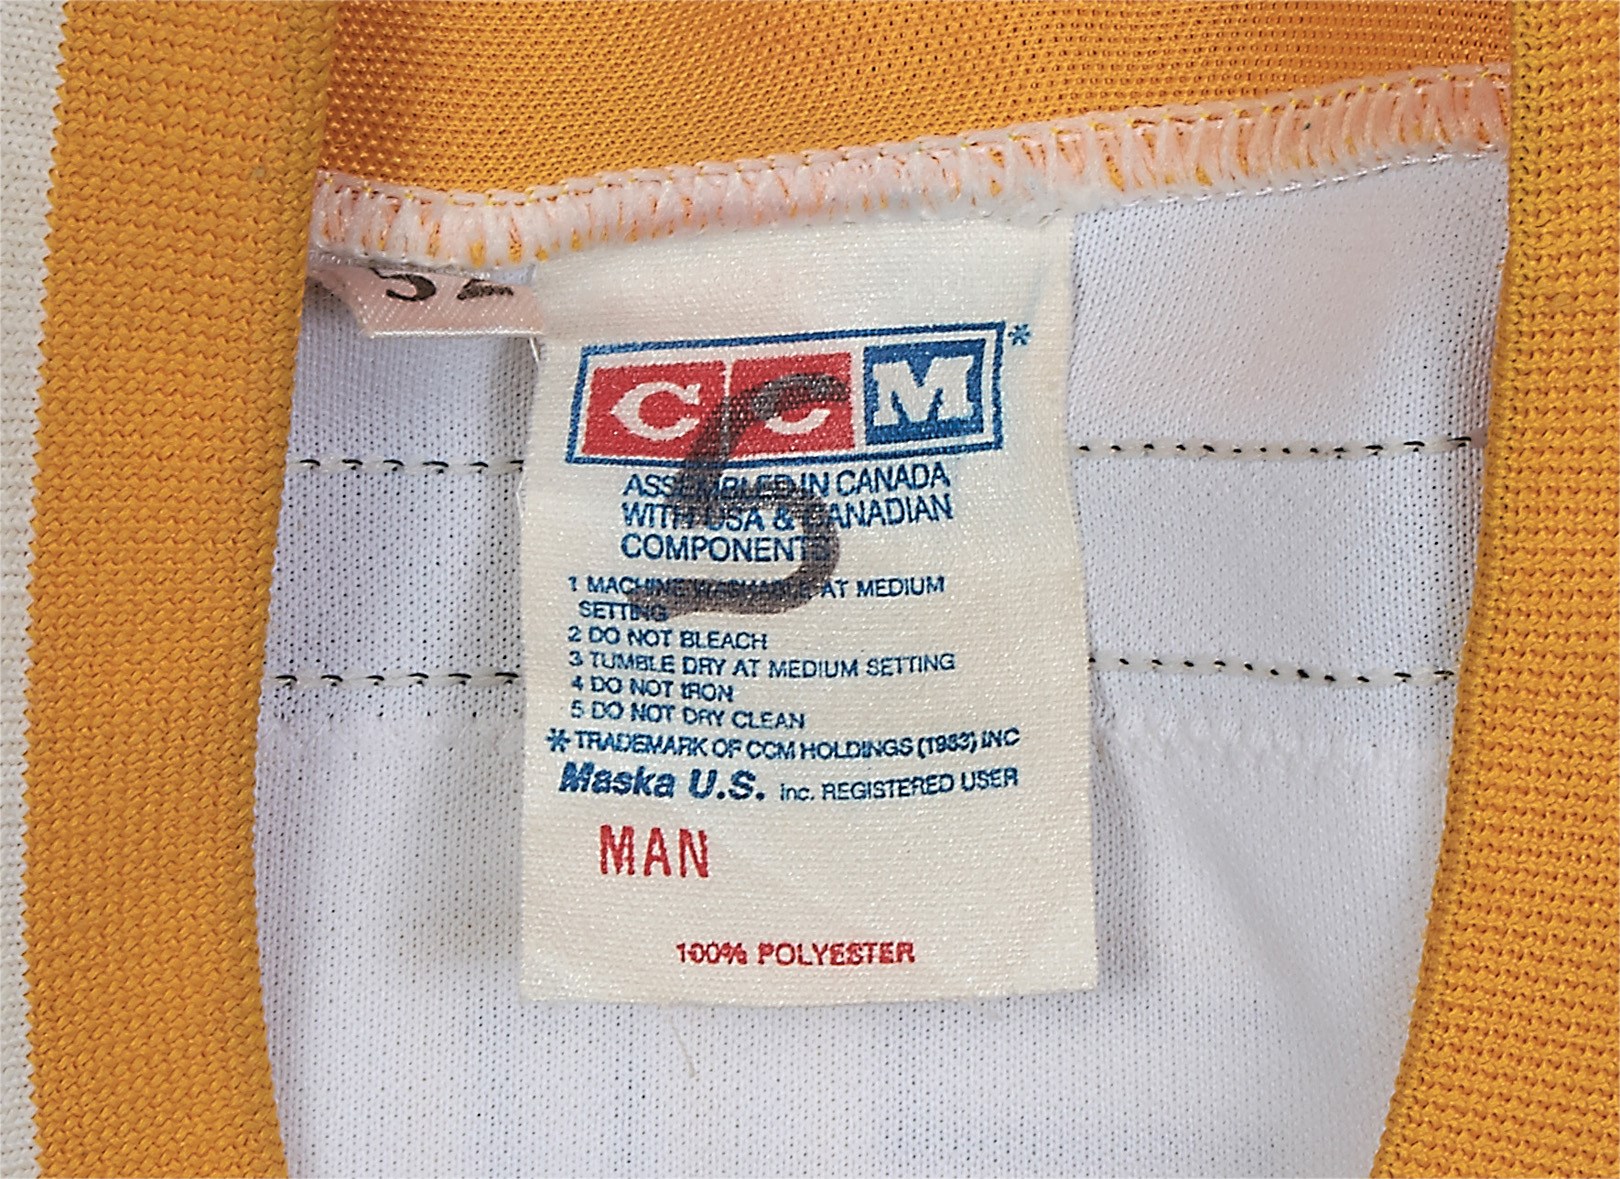 52
CCM*
5
ASSEMBLED IN CANADA
WITH USA & CANADIAN
COMPONENTS
1 MACHINE WASHABLE AT MEDIUM
SETTING
2 DO NOT BLEACH
3 TUMBLE DRY AT MEDIUM SETTING
4 DO NOT IRON
5 DO NOT DRY CLEAN
* TRADEMARK OF CCM HOLDINGS (1983) INC
Maska U.S. Inc. REGISTERED USER
MAN
100% POLYESTER